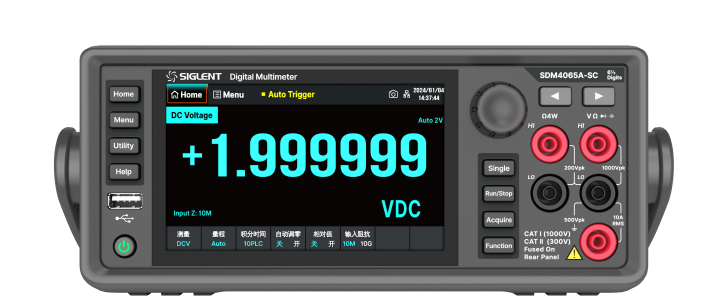 SIGLENT Digital Multimeter
SDM4065A-SC 6½ Digits
Home Menu Auto Trigger 2024/01/04
14:37:44
DC Voltage
Auto 2V
+1.999999
VDC
Input Z: 10M
测量 量程 积分时间 自动调零 相对值 输入阻抗
DCV Auto 10PLC 关 开 关 开 10M 10G
Home
Menu
Utility
Help
Single
Run/Stop
Acquire
Function
Ω4W VΩ
HI HI
200Vpk 1000Vpk
LO LO
500Vpk 10A
RMS
CAT I (1000V)
CAT II (300V)
Fused On
Rear Panel